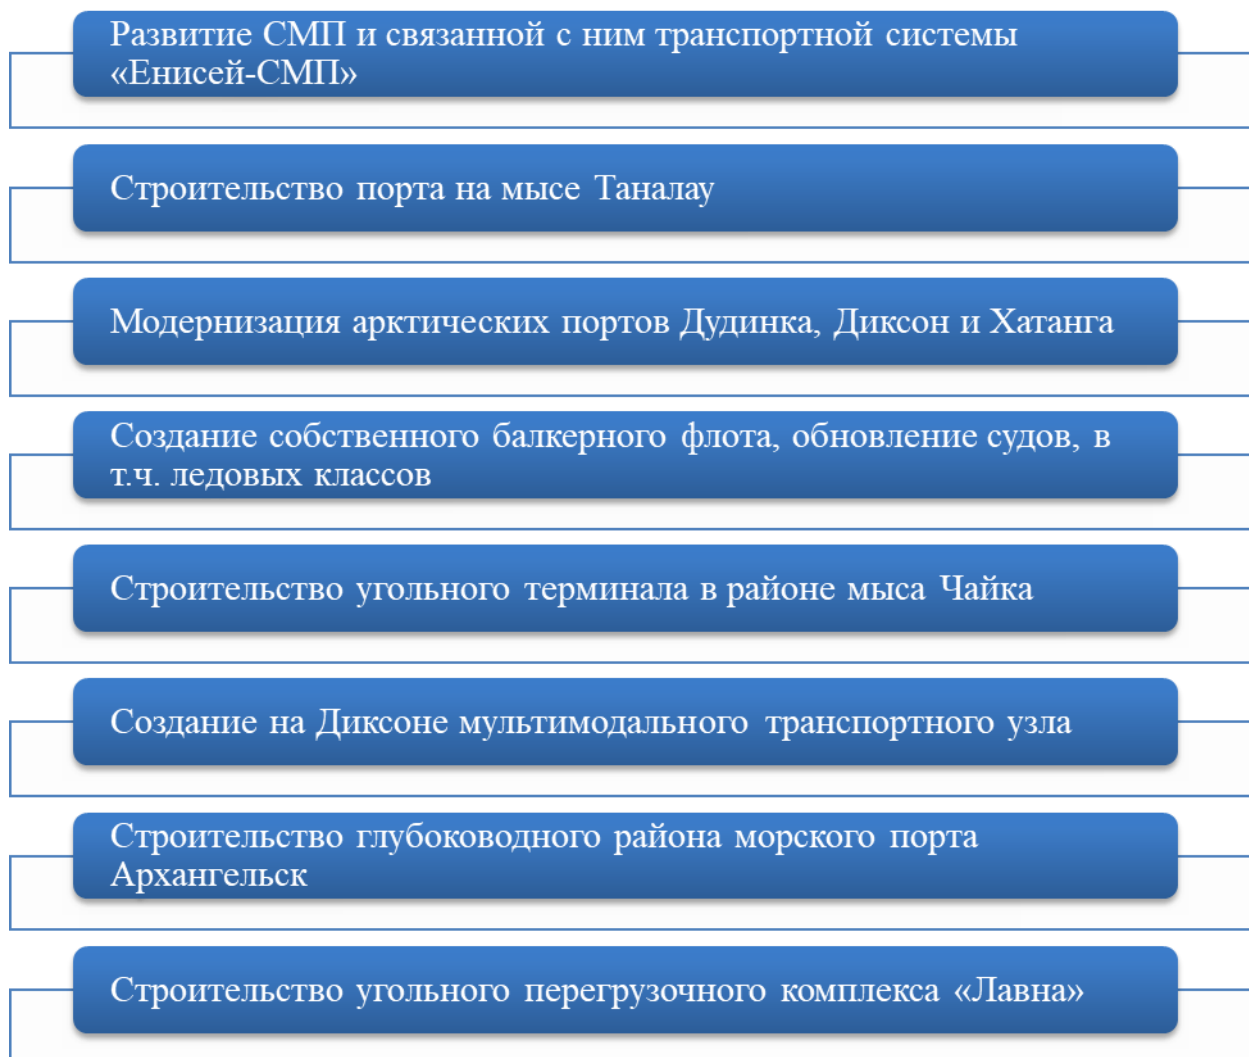 Развитие СМП и связанной с ним транспортной системы
«Енисей-СМП»
Строительство порта на мысе Таналау
Модернизация арктических портов Дудинка, Диксон и Хатанга
Создание собственного балкерного флота, обновление судов, в
т.ч. ледовых классов
Строительство угольного терминала в районе мыса Чайка
Создание на Диксоне мультимодального транспортного узла
Строительство глубоководного района морского порта
Архангельск
Строительство угольного перегрузочного комплекса «Лавна»